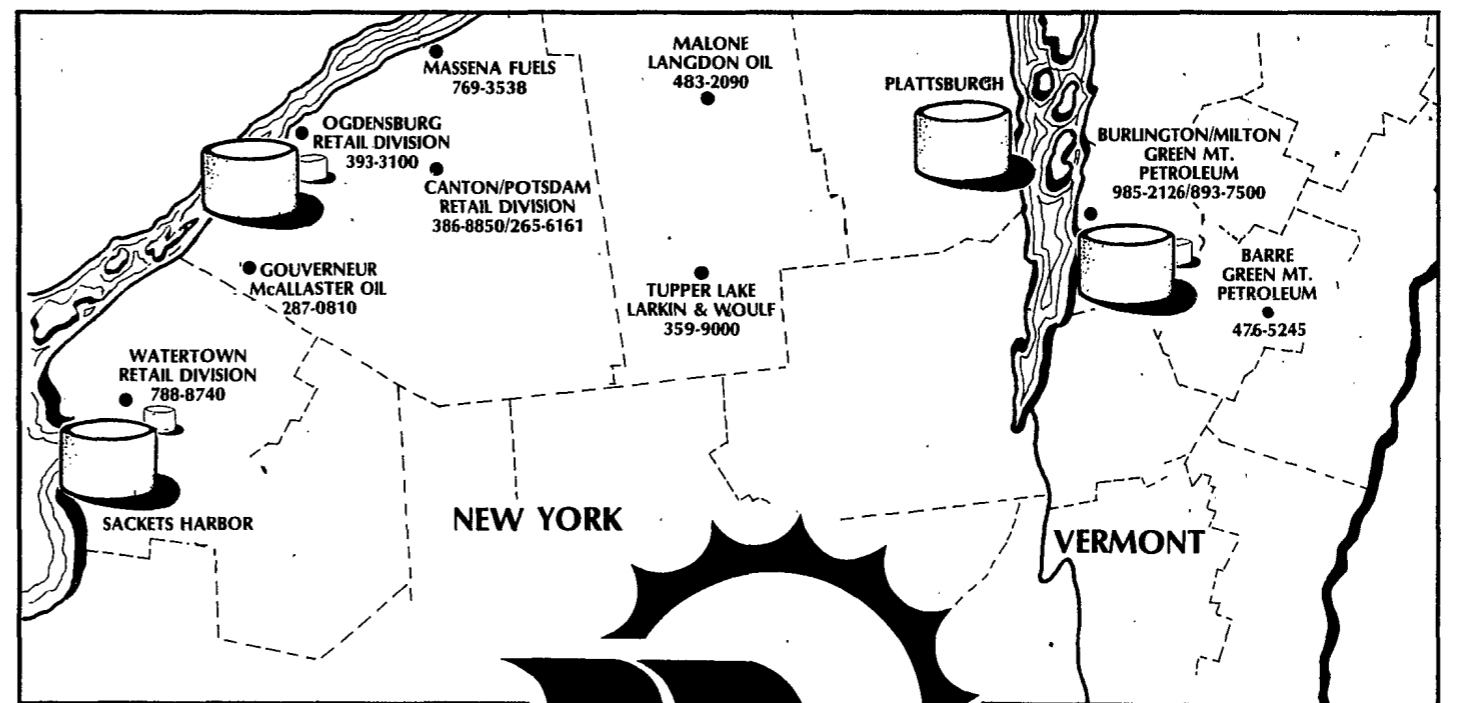 MASSENA FUELS
769-3538
MALONE
LANGDON OIL
483-2090
PLATTSBURGH
OGDENSBURG
RETAIL DIVISION
393-3100
BURLINGTON/MILTON
GREEN MT.
PETROLEUM
985-2126/893-7500
CANTON/POTSDAM
RETAIL DIVISION
386-8850/265-6161
GOUVERNEUR
McALLASTER OIL
287-0810
TUPPER LAKE
LARKIN & WOULF
359-9000
BARRE
GREEN MT.
PETROLEUM
476-5245
WATERTOWN
RETAIL DIVISION
788-8740
SACKETS HARBOR
NEW YORK
VERMONT